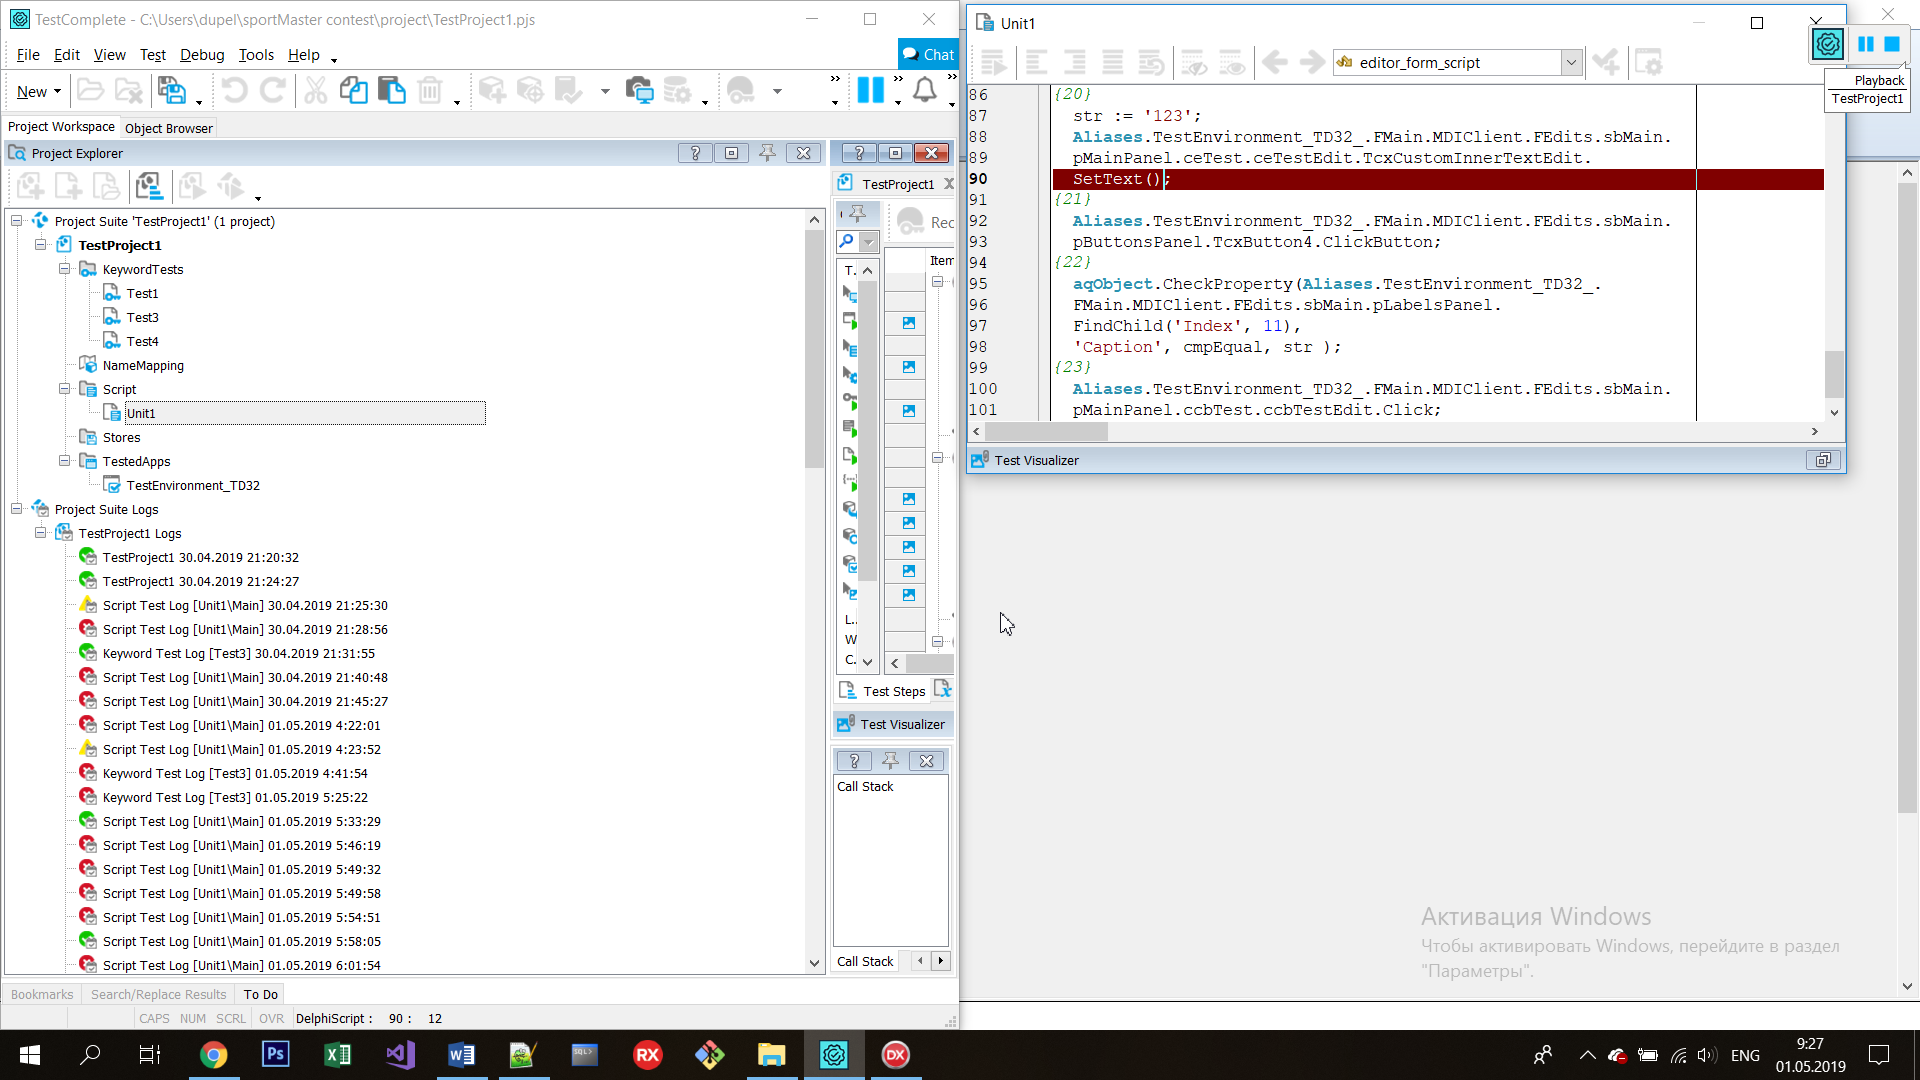 TestComplete - C:\Users\dupel\sportMaster contest\project\TestProject1.pjs
File Edit View Test Debug Tools Help
Chat
New
Project Workspace Object Browser
Project Explorer
Project Suite 'TestProject1' (1 project)
TestProject1
KeywordTests
Test1
Test3
Test4
NameMapping
Script
Unit1
Stores
TestedApps
TestEnvironment_TD32
Project Suite Logs
TestProject1 Logs
TestProject1 30.04.2019 21:20:32
TestProject1 30.04.2019 21:24:27
Script Test Log [Unit1\Main] 30.04.2019 21:25:30
Script Test Log [Unit1\Main] 30.04.2019 21:28:56
Keyword Test Log [Test3] 30.04.2019 21:31:55
Script Test Log [Unit1\Main] 30.04.2019 21:40:48
Script Test Log [Unit1\Main] 30.04.2019 21:45:27
Script Test Log [Unit1\Main] 01.05.2019 4:22:01
Script Test Log [Unit1\Main] 01.05.2019 4:23:52
Keyword Test Log [Test3] 01.05.2019 4:41:54
Keyword Test Log [Test3] 01.05.2019 5:25:22
Script Test Log [Unit1\Main] 01.05.2019 5:33:29
Script Test Log [Unit1\Main] 01.05.2019 5:46:19
Script Test Log [Unit1\Main] 01.05.2019 5:49:32
Script Test Log [Unit1\Main] 01.05.2019 5:49:58
Script Test Log [Unit1\Main] 01.05.2019 5:54:51
Script Test Log [Unit1\Main] 01.05.2019 5:58:05
Script Test Log [Unit1\Main] 01.05.2019 6:01:54
Bookmarks Search/Replace Results To Do
CAPS NUM SCRL OVR DelphiScript : 90 : 12
TestProject1
Rec
Item
T.
L..
W
C.
Test Steps
Test Visualizer
Call Stack
Call Stack
Unit1
editor_form_script
Playback
TestProject1
86 {20}
87 str := '123';
88 Aliases.TestEnvironment_TD32_.FMain.MDIClient.FEdits.sbMain.
89 pMainPanel.ceTest.ceTestEdit.TcxCustomInnerTextEdit.
90 SetText();
91 {21}
92 Aliases.TestEnvironment_TD32_.FMain.MDIClient.FEdits.sbMain.
93 pButtonsPanel.TcxButton4.ClickButton;
94 {22}
95 aqObject.CheckProperty(Aliases.TestEnvironment_TD32_.
96 FMain.MDIClient.FEdits.sbMain.pLabelsPanel.
97 FindChild('Index', 11),
98 'Caption', cmpEqual, str );
99 {23}
100 Aliases.TestEnvironment_TD32_.FMain.MDIClient.FEdits.sbMain.
101 pMainPanel.ccbTest.ccbTestEdit.Click;
Test Visualizer
Активация Windows
Чтобы активировать Windows, перейдите в раздел
"Параметры".
Ps
SQL>
RX
DX
ENG
9:27
01.05.2019